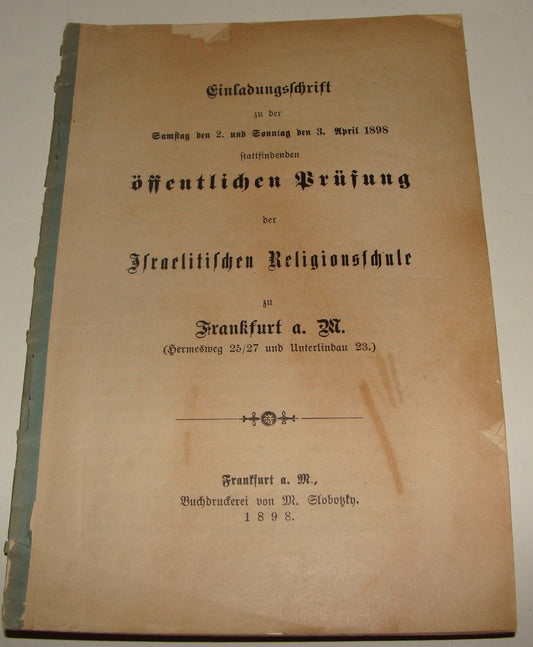 Einladungsschrift
zu der
Samstag den 2. und Sonntag den 3. April 1898
stattfindenden
öffentlichen Prüfung
der
Israelitischen Religionsschule
zu
Frankfurt a. M.
(Hermesweg 25/27 und Unterlindau 23.)
Frankfurt a. M.,
Buchdruckerei von M. Slobotzky.
1898.